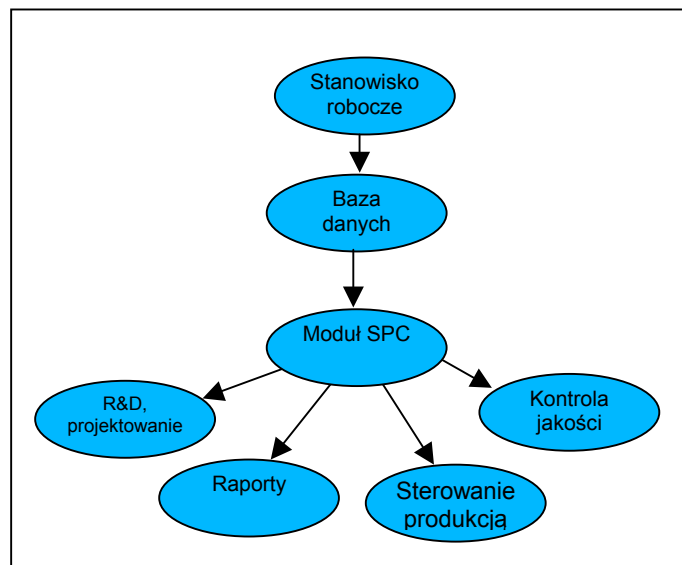 Stanowisko
robocze
Baza
danych
Moduł SPC
R&D,
projektowanie
Kontrola
jakości
Raporty
Sterowanie
produkcją